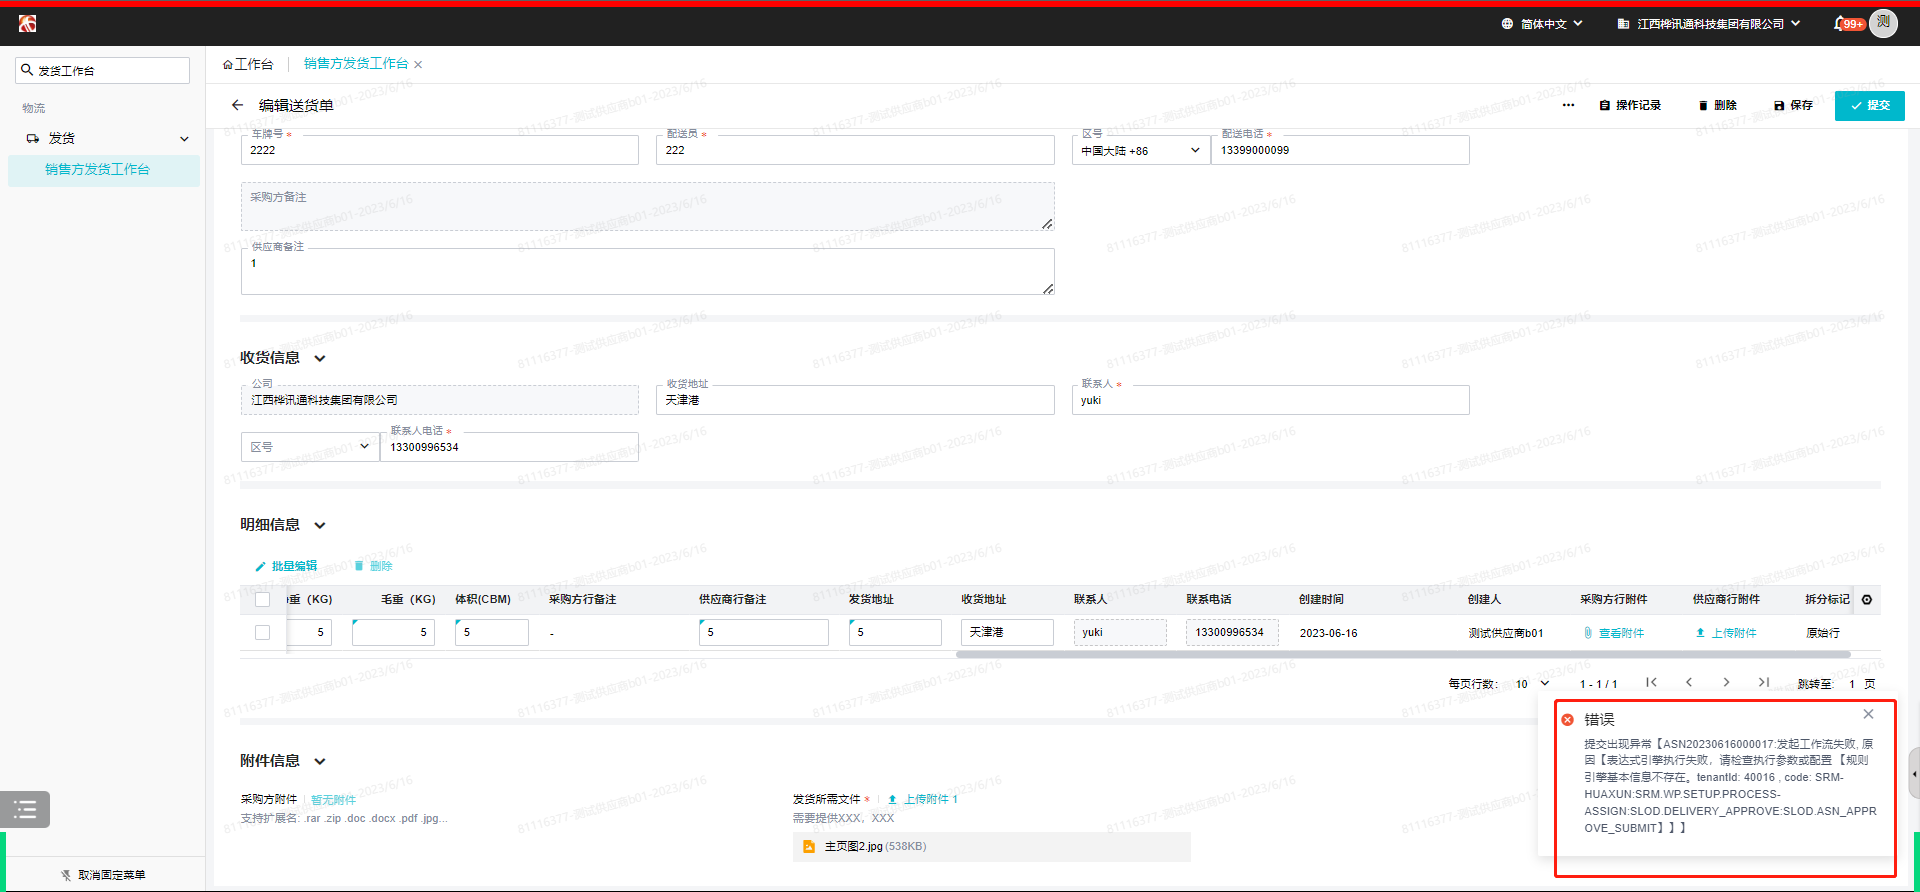 简体中文
江西桦讯通科技集团有限公司
99+
测
发货工作台
工作台
销售方发货工作台
物流
编辑送货单
操作记录
删除
保存
提交
发货
销售方发货工作台
车牌号 *
2222
配送员 *
222
区号
中国大陆 +86
配送电话 *
13399000099
采购方备注
供应商备注
1
收货信息
公司
江西桦讯通科技集团有限公司
收货地址
天津港
联系人 *
yuki
区号
联系人电话 *
13300996534
明细信息
批量编辑
删除
重（KG)
毛重（KG)
体积(CBM)
采购方行备注
供应商行备注
发货地址
收货地址
联系人
联系电话
创建时间
创建人
采购方行附件
供应商行附件
拆分标记
5
5
5
-
5
5
天津港
yuki
13300996534
2023-06-16
测试供应商b01
查看附件
上传附件
原始行
每页行数: 10
1 - 1 / 1
跳转至: 1 页
错误
提交出现异常【ASN20230616000017:发起工作流失败, 原
因【表达式引擎执行失败，请检查执行参数或配置 【规则
引擎基本信息不存在。tenantId: 40016 , code: SRM-
HUAXUN:SRM.WP.SETUP.PROCESS-
ASSIGN:SLOD.DELIVERY_APPROVE:SLOD.ASN_APPR
OVE_SUBMIT】】】
附件信息
采购方附件
暂无附件
支持扩展名: .rar .zip .doc .docx .pdf .jpg...
发货所需文件 *
上传附件 1
需要提供XXX，XXX
主页图2.jpg (538KB)
取消固定菜单
81116377-测试供应商b01-2023/6/16